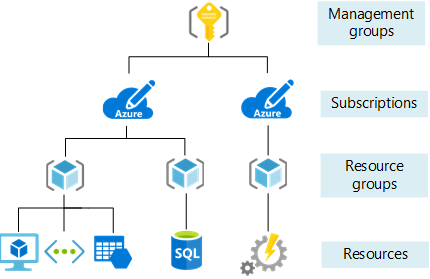 Management
groups
Azure
Azure
Subscriptions
Resource
groups
SQL
Resources